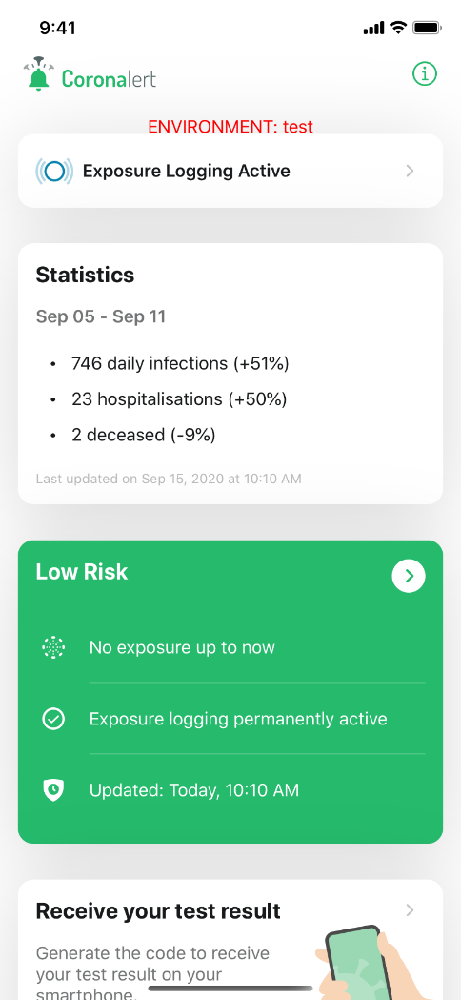 9:41
Coronalert
ENVIRONMENT: test
Exposure Logging Active
Statistics
Sep 05 - Sep 11
• 746 daily infections (+51%)
• 23 hospitalisations (+50%)
• 2 deceased (-9%)
Last updated on Sep 15, 2020 at 10:10 AM
Low Risk
No exposure up to now
Exposure logging permanently active
Updated: Today, 10:10 AM
Receive your test result
Generate the code to receive
your test result on your
smartphone.